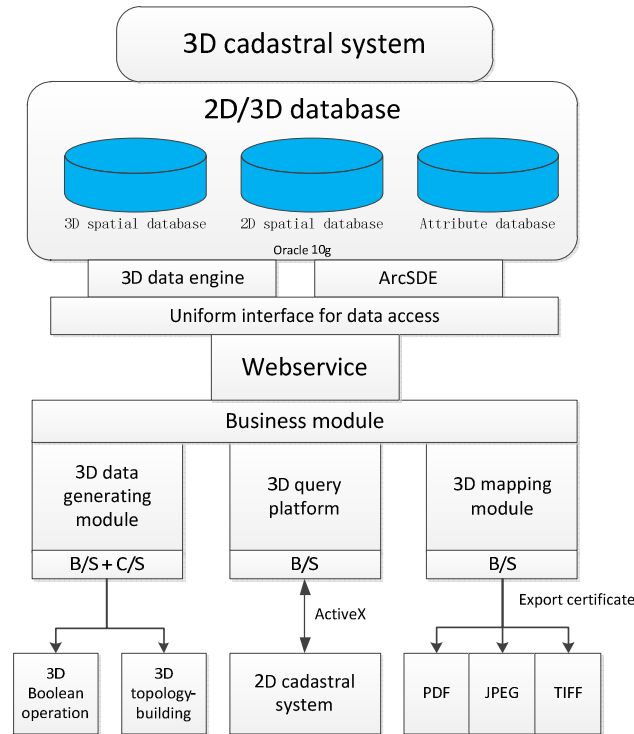 3D cadastral system
2D/3D database
3D spatial database
2D spatial database
Attribute database
Oracle 10g
3D data engine
ArcSDE
Uniform interface for data access
Webservice
Business module
3D data
generating
module
B/S + C/S
3D query
platform
B/S
3D mapping
module
B/S
ActiveX
Export certificate
3D
Boolean
operation
3D
topology-
building
2D cadastral
system
PDF
JPEG
TIFF